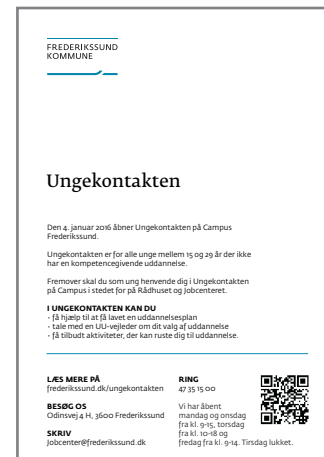 FREDERIKSSUND
KOMMUNE
Ungekontakten
Den 4. januar 2016 åbner Ungekontakten på Campus
Frederikssund.
Ungekontakten er for alle unge mellem 15 og 29 år der ikke
har en kompetencegivende uddannelse.
Fremover skal du som ung henvende dig i Ungekontakten
på Campus i stedet for på Rådhuset og Jobcenteret.
I UNGEKONTAKTEN KAN DU
· få hjælp til at få lavet en uddannelsesplan
· tale med en UU-vejleder om dit valg af uddannelse
· få tilbudt aktiviteter, der kan ruste dig til uddannelse.
LÆS MERE PÅ
frederikssund.dk/ungekontakten
BESØG OS
Odinsvej 4 H, 3600 Frederikssund
SKRIV
Jobcenter@frederikssund.dk
RING
47 35 15 00
Vi har åbent
mandag og onsdag
fra kl. 9-15, torsdag
fra kl. 10-18 og
fredag fra kl. 9-14. Tirsdag lukket.